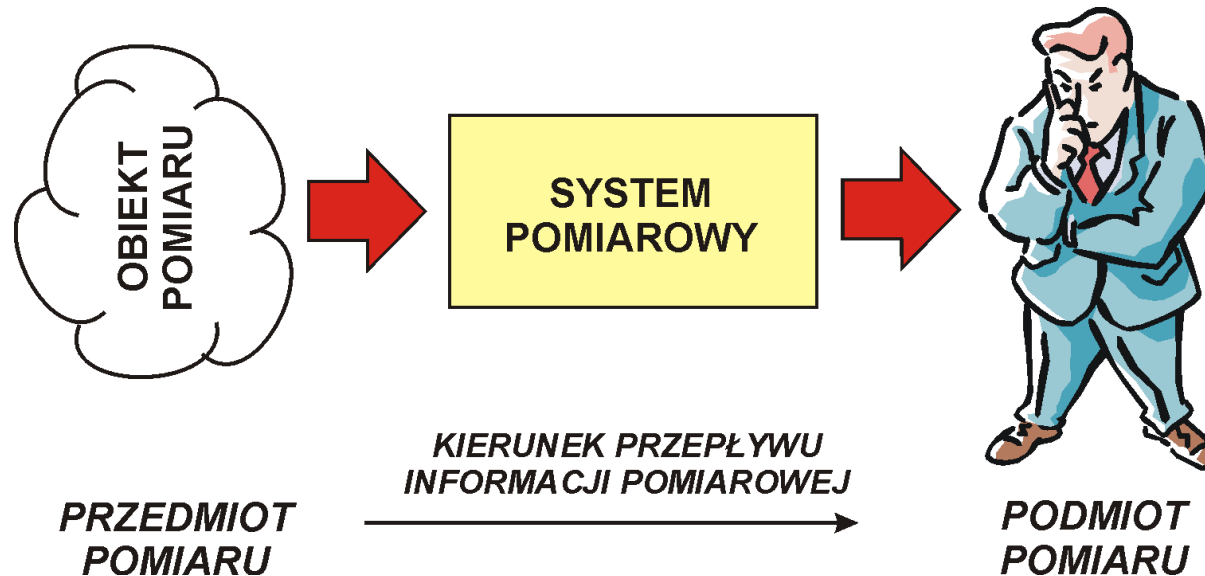 OBIEKT
POMIARU
SYSTEM
POMIAROWY
KIERUNEK PRZEPŁYWU
INFORMACJI POMIAROWEJ
PRZEDMIOT
POMIARU
PODMIOT
POMIARU